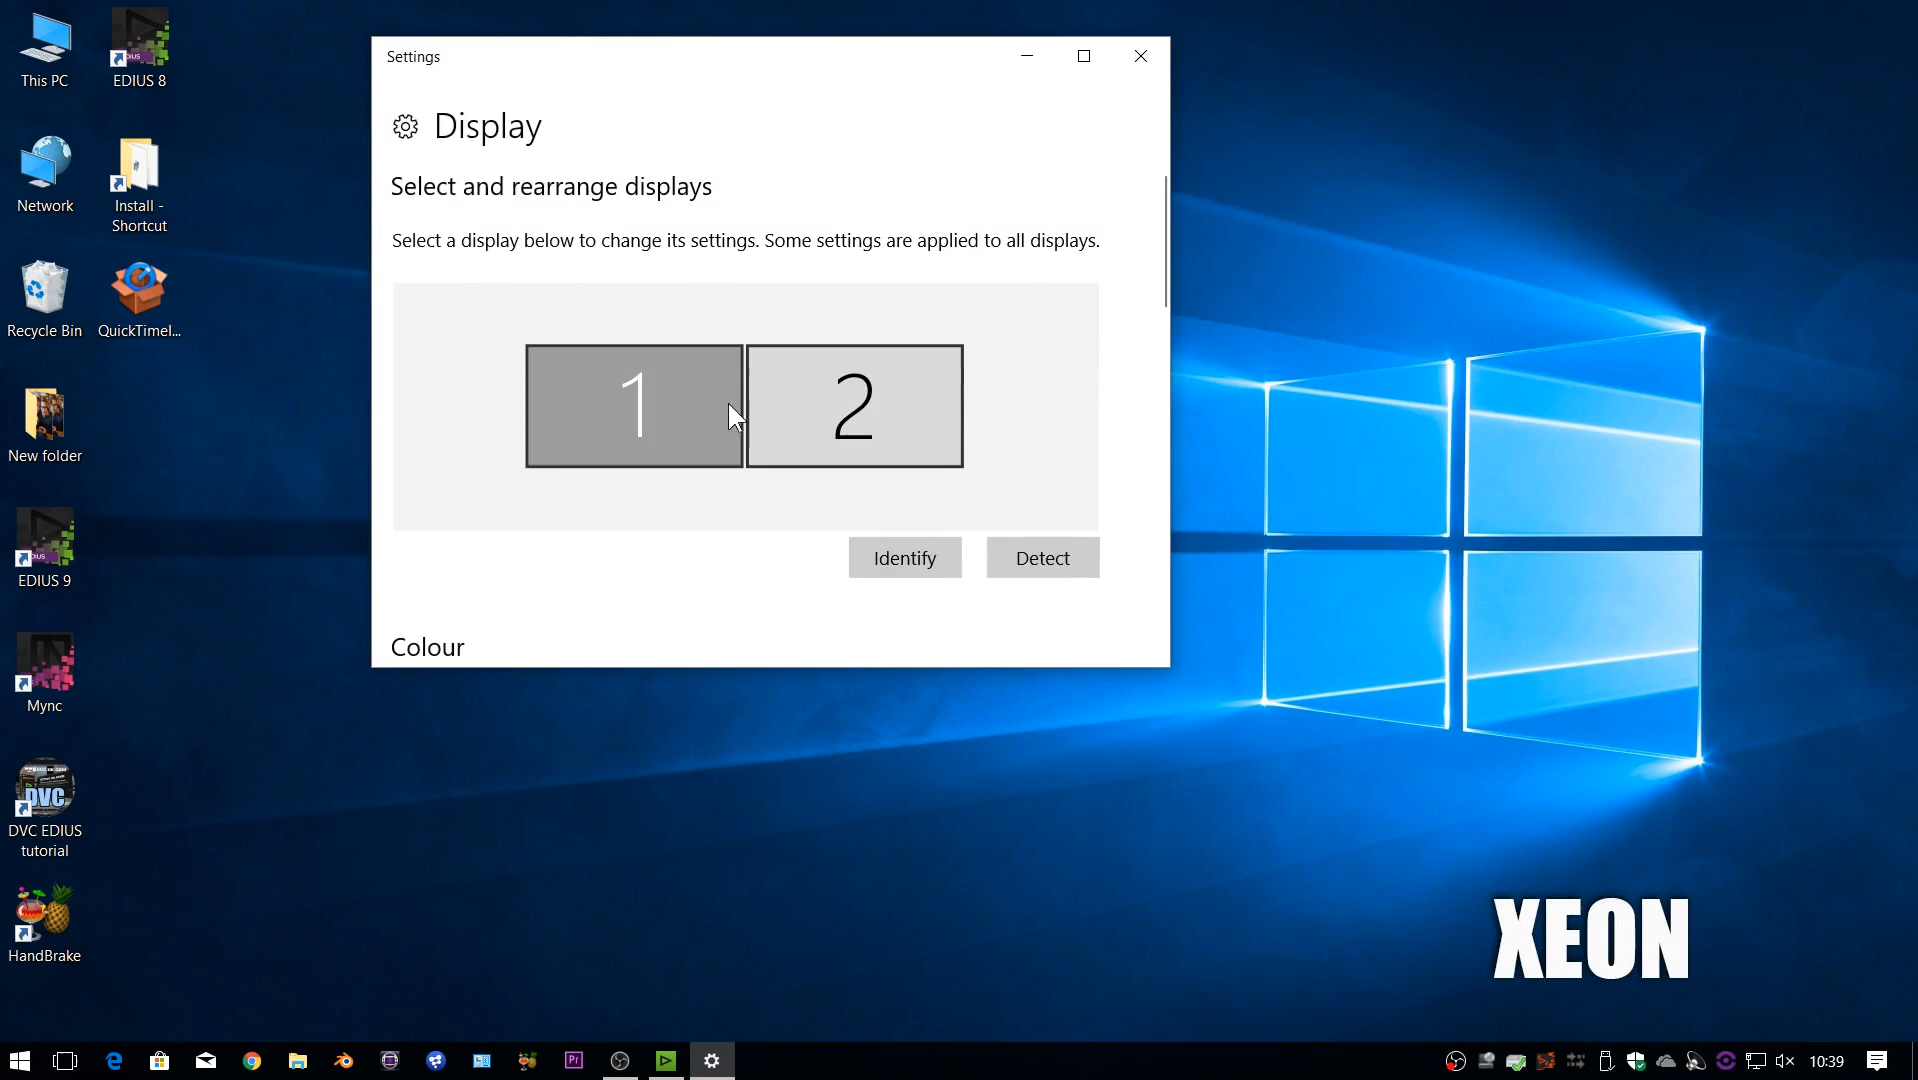 This PC
EDIUS 8
Network
Install -
Shortcut
Recycle Bin
QuickTimeI...
New folder
EDIUS 9
Mync
DVC
DVC EDIUS
tutorial
HandBrake
Settings
Display
Select and rearrange displays
Select a display below to change its settings. Some settings are applied to all displays.
1
2
Identify
Detect
Colour
XEON
Pr
10:39